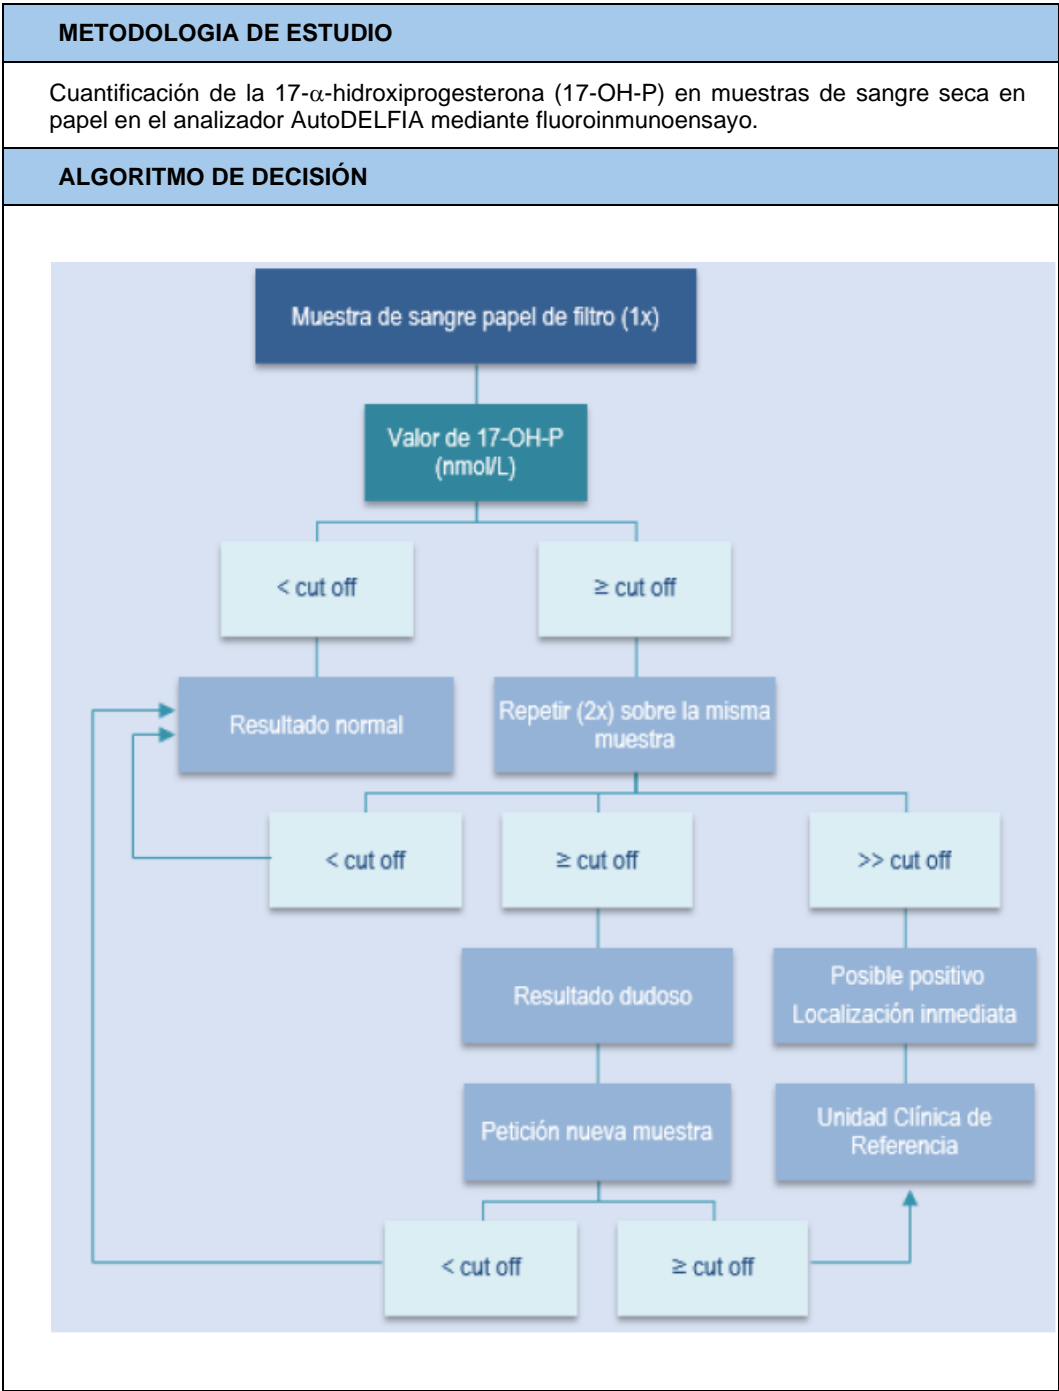 METODOLOGIA DE ESTUDIO
Cuantificación de la 17-α-hidroxiprogesterona (17-OH-P) en muestras de sangre seca en
papel en el analizador AutoDELFIA mediante fluoroinmunoensayo.
ALGORITMO DE DECISIÓN
Muestra de sangre papel de filtro (1x)
Valor de 17-OH-P
(nmol/L)
< cut off
≥ cut off
Resultado normal
Repetir (2x) sobre la misma
muestra
< cut off
≥ cut off
>> cut off
Resultado dudoso
Posible positivo
Localización inmediata
Petición nueva muestra
Unidad Clínica de
Referencia
< cut off
≥ cut off